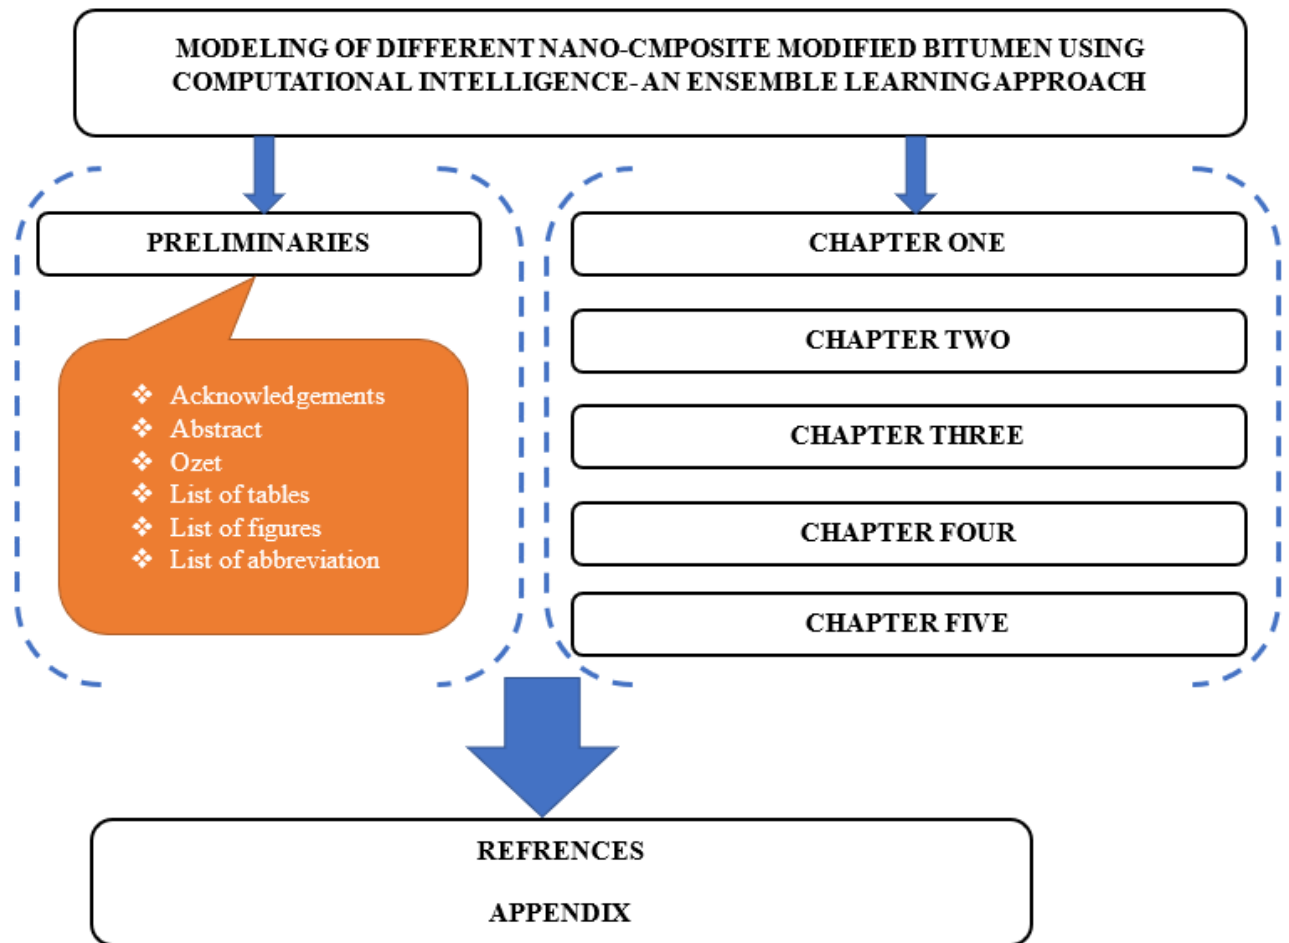 MODELING OF DIFFERENT NANO-CMPOSITE MODIFIED BITUMEN USING
COMPUTATIONAL INTELLIGENCE- AN ENSEMBLE LEARNING APPROACH
PRELIMINARIES
❖ Acknowledgements
❖ Abstract
❖ Ozet
❖ List of tables
❖ List of figures
❖ List of abbreviation
CHAPTER ONE
CHAPTER TWO
CHAPTER THREE
CHAPTER FOUR
CHAPTER FIVE
REFRENCES
APPENDIX